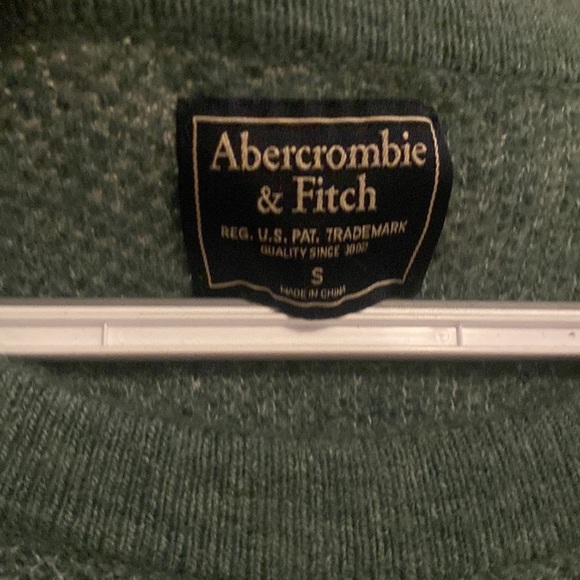 Abercrombie
& Fitch
REG. U.S. PAT. TRADEMARK
QUALITY SINCE
S
MADE IN CHINA